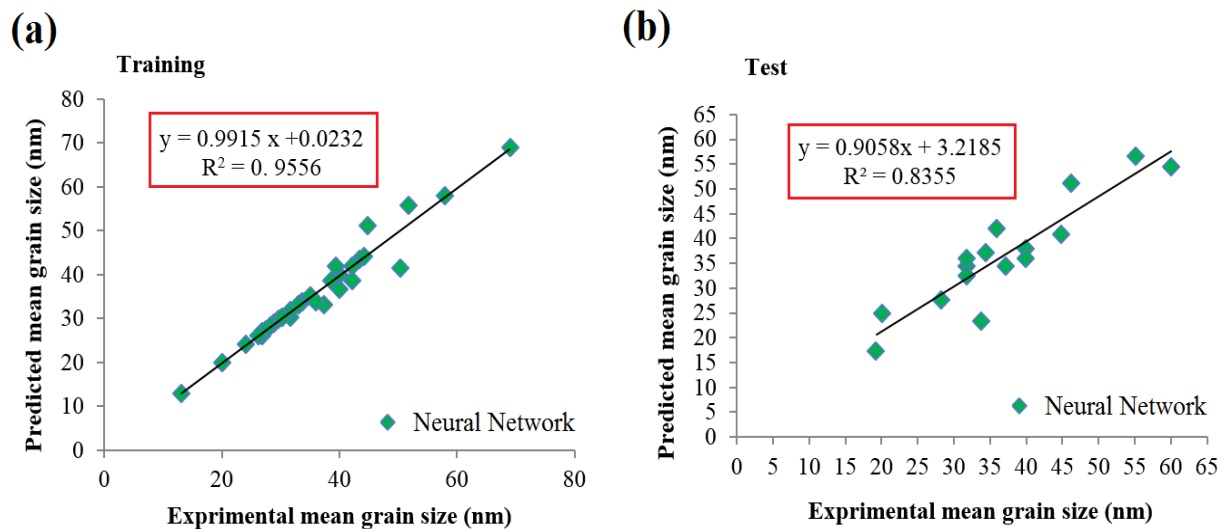 (a)
Training
y = 0.9915 x +0.0232
R² = 0. 9556
Predicted mean grain size (nm)
80
70
60
50
40
30
20
10
0
0 20 40 60 80
Neural Network
Exprimental mean grain size (nm)
(b)
Test
y = 0.9058x + 3.2185
R² = 0.8355
Predicted mean grain size (nm)
65
60
55
50
45
40
35
30
25
20
15
10
5
0
0 5 10 15 20 25 30 35 40 45 50 55 60 65
Neural Network
Exprimental mean grain size (nm)